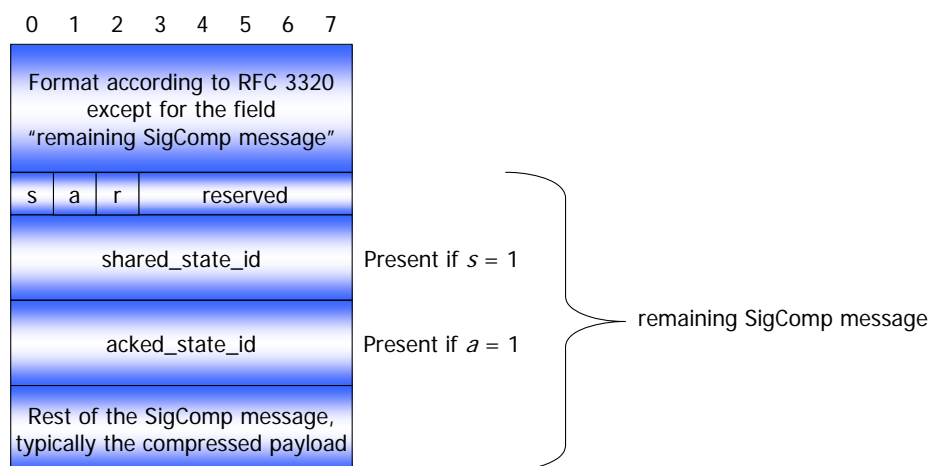 0 1 2 3 4 5 6 7
Format according to RFC 3320
except for the field
“remaining SigComp message”
s a r reserved
shared_state_id Present if s = 1
remaining SigComp message
acked_state_id Present if a = 1
Rest of the SigComp message,
typically the compressed payload